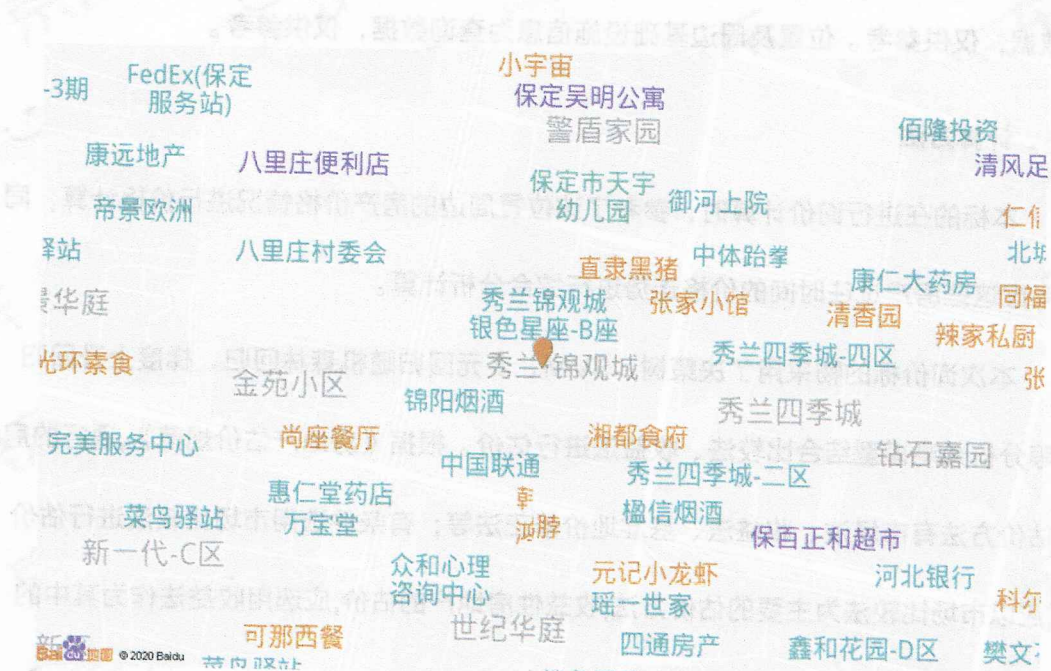 小宇宙
-3期
FedEx(保定
服务站)
保定吴明公寓
警盾家园
佰隆投资
康远地产
八里庄便利店
清风足
保定市天宇
幼儿园
御河上院
帝景欧洲
驿站
八里庄村委会
中体跆拳
直隶黑猪
康仁大药房
同福
秀兰锦观城
银色星座-B座
张家小馆
清香园
景华庭
辣家私厨
秀兰锦观城
秀兰四季城-四区
光环素食
金苑小区
张
锦阳烟酒
秀兰四季城
完美服务中心
尚座餐厅
湘都食府
钻石嘉园
中国联通
秀兰四季城-二区
惠仁堂药店
万宝堂
菜鸟驿站
楹信烟酒
新一代-C区
保百正和超市
众和心理
咨询中心
元记小龙虾
河北银行
瑶一世家
世纪华庭
可那西餐
四通房产
鑫和花园-D区
樊文
Bai du 地图 © 2020 Baidu
菜鸟驿站